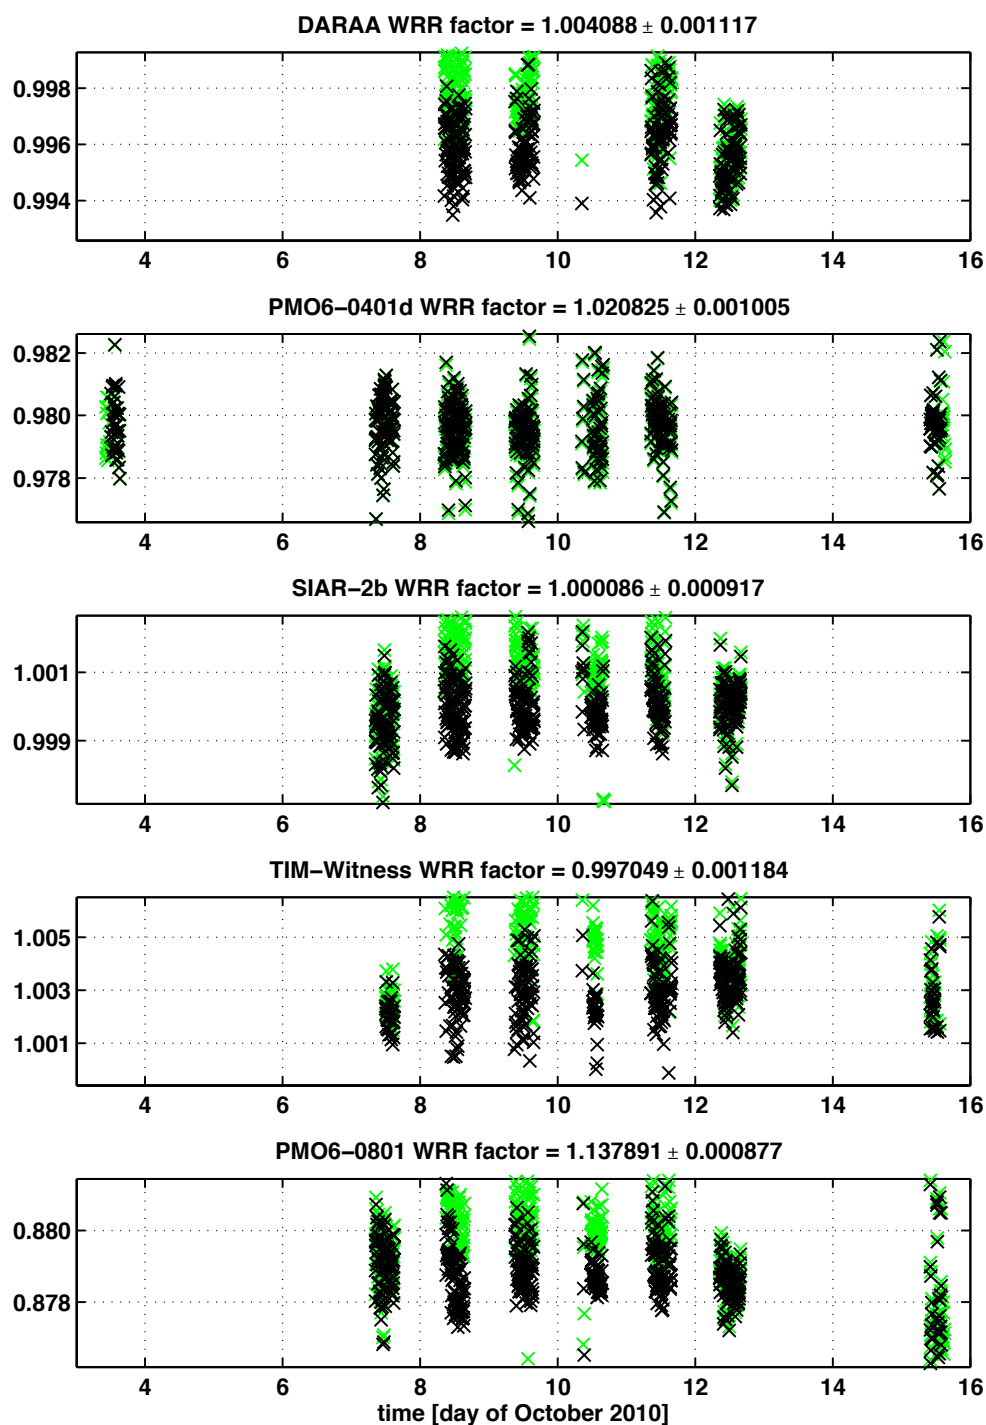 DARAA WRR factor = 1.004088 ± 0.001117
0.998
0.996
0.994
4 6 8 10 12 14 16
PMO6−0401d WRR factor = 1.020825 ± 0.001005
0.982
0.980
0.978
4 6 8 10 12 14 16
SIAR−2b WRR factor = 1.000086 ± 0.000917
1.001
0.999
4 6 8 10 12 14 16
TIM−Witness WRR factor = 0.997049 ± 0.001184
1.005
1.003
1.001
4 6 8 10 12 14 16
PMO6−0801 WRR factor = 1.137891 ± 0.000877
0.880
0.878
4 6 8 10 12 14 16
time [day of October 2010]